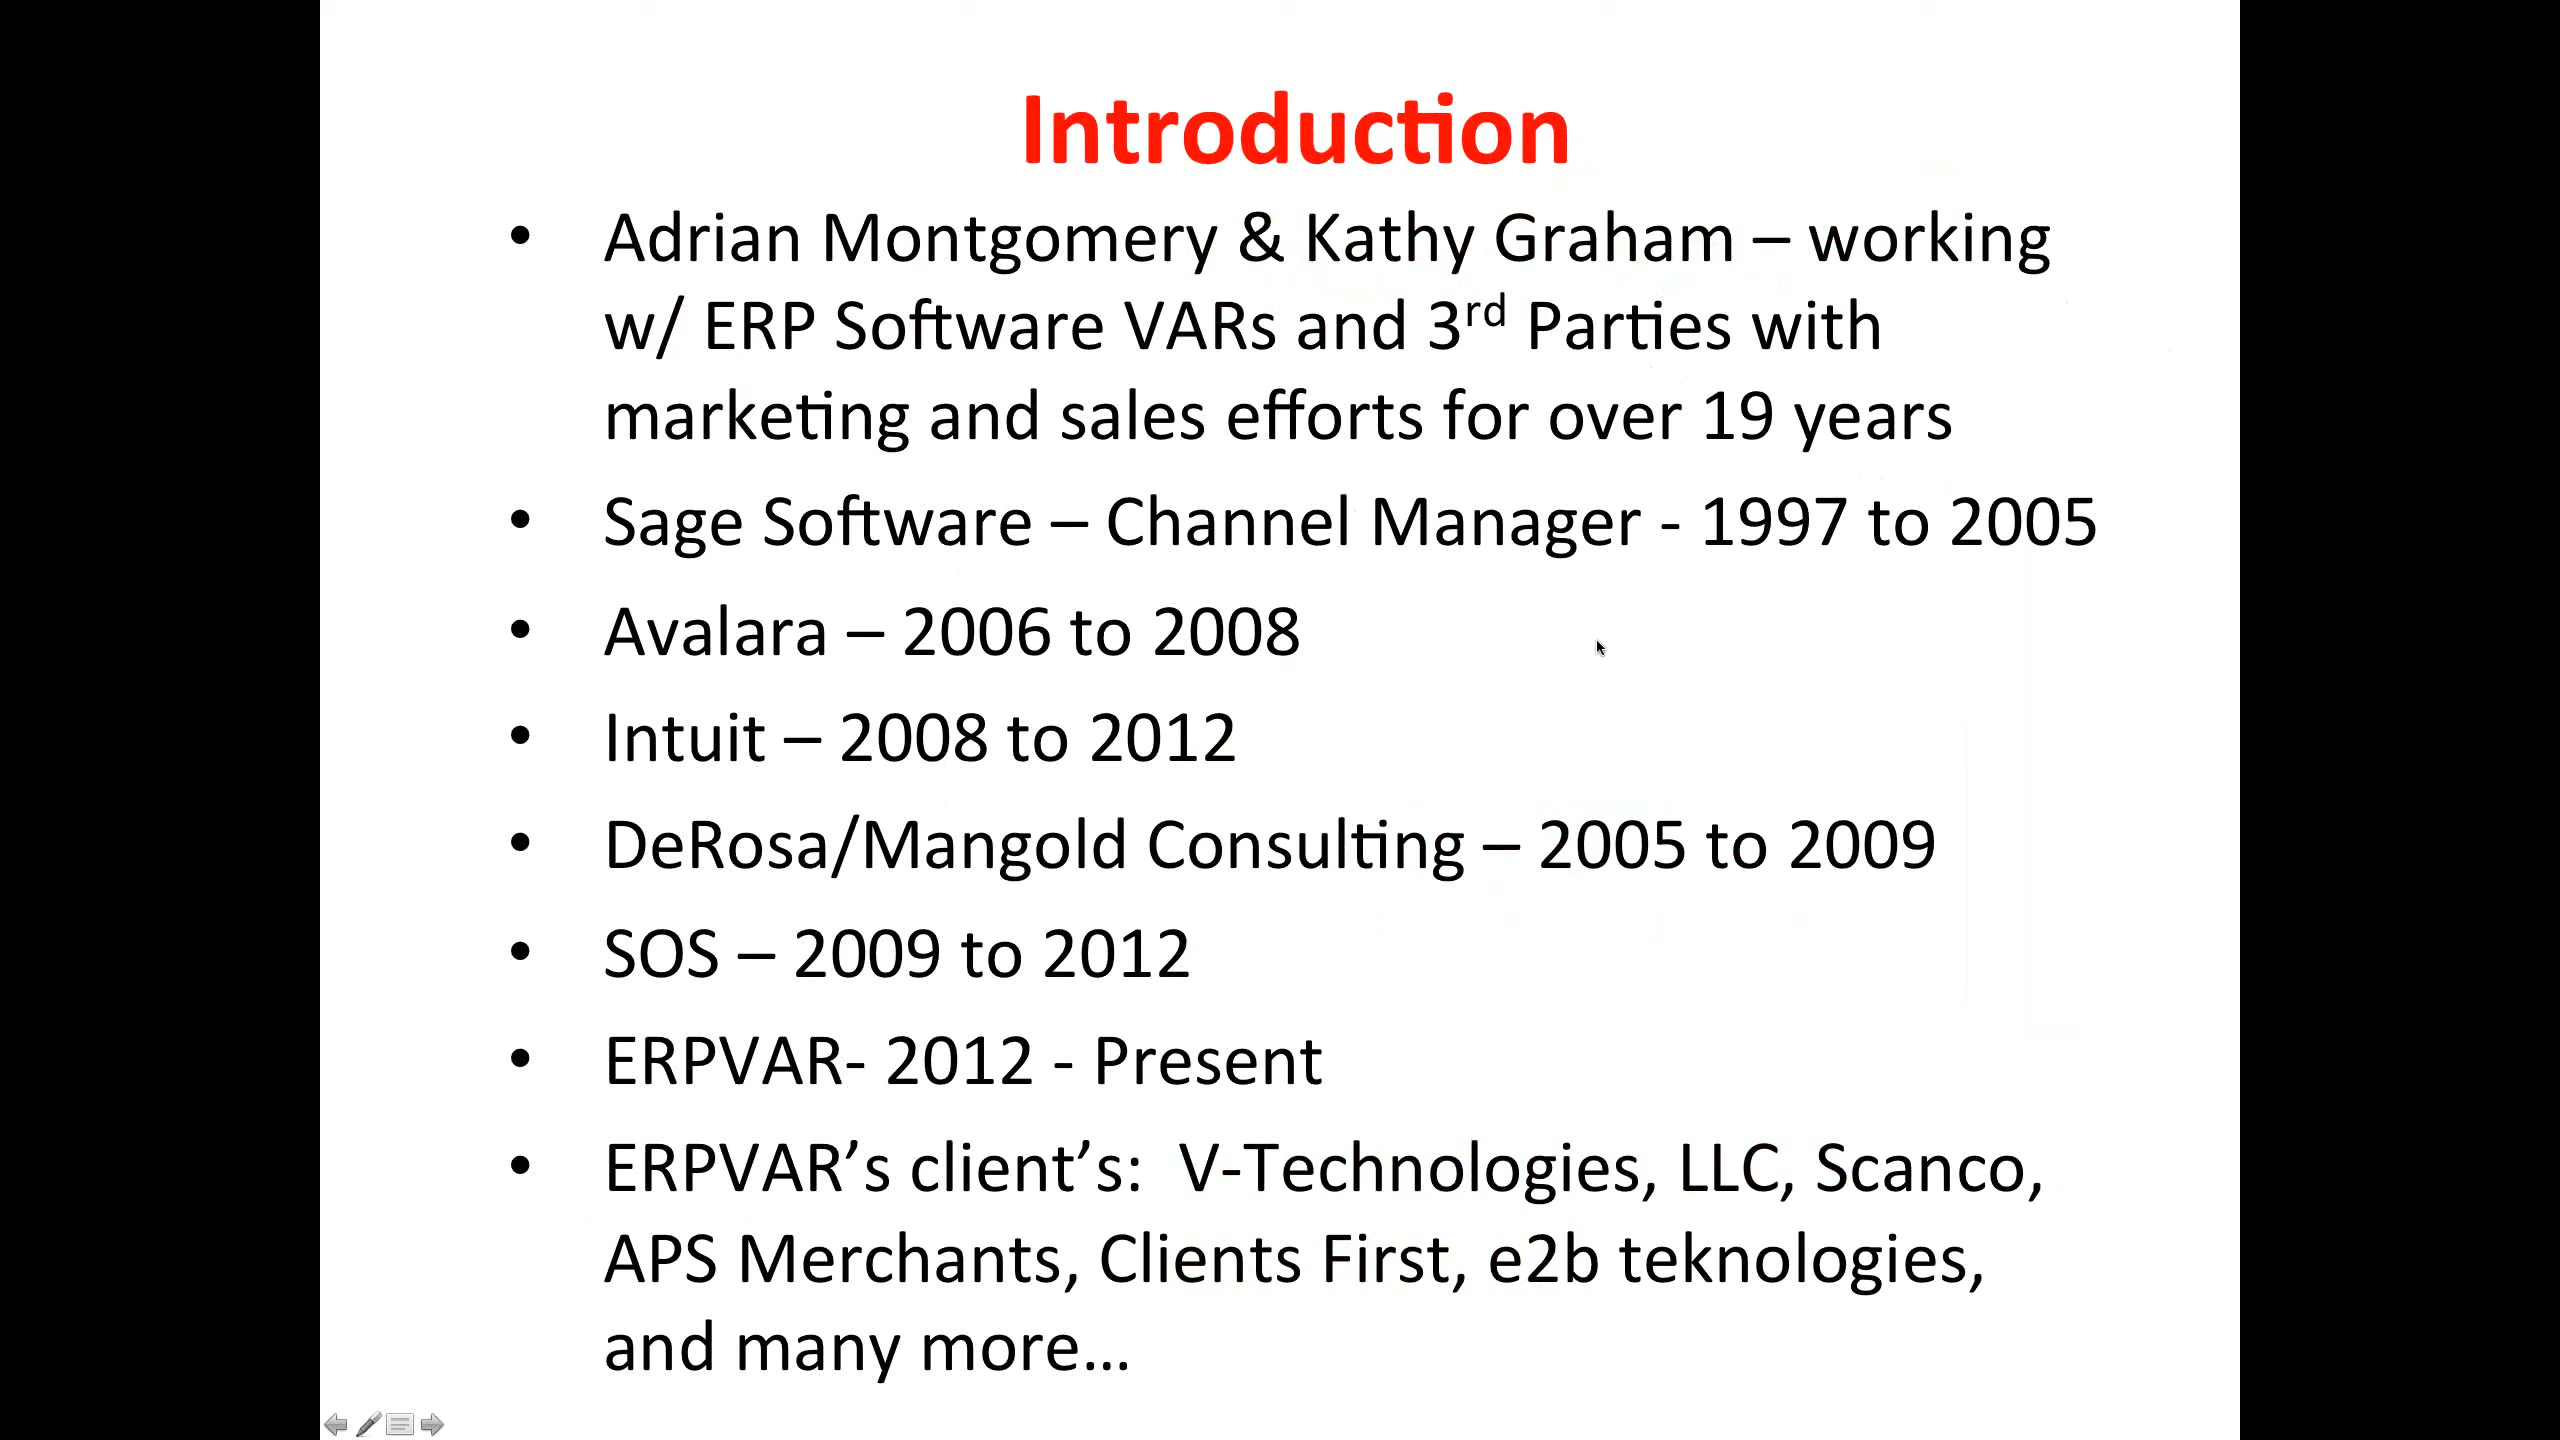 Introduction
• Adrian Montgomery & Kathy Graham – working
w/ ERP Software VARs and 3rd Parties with
marketing and sales efforts for over 19 years
• Sage Software – Channel Manager - 1997 to 2005
• Avalara – 2006 to 2008
• Intuit – 2008 to 2012
• DeRosa/Mangold Consulting – 2005 to 2009
• SOS – 2009 to 2012
• ERPVAR- 2012 - Present
• ERPVAR’s client’s:  V-Technologies, LLC, Scanco,
APS Merchants, Clients First, e2b teknologies,
and many more…